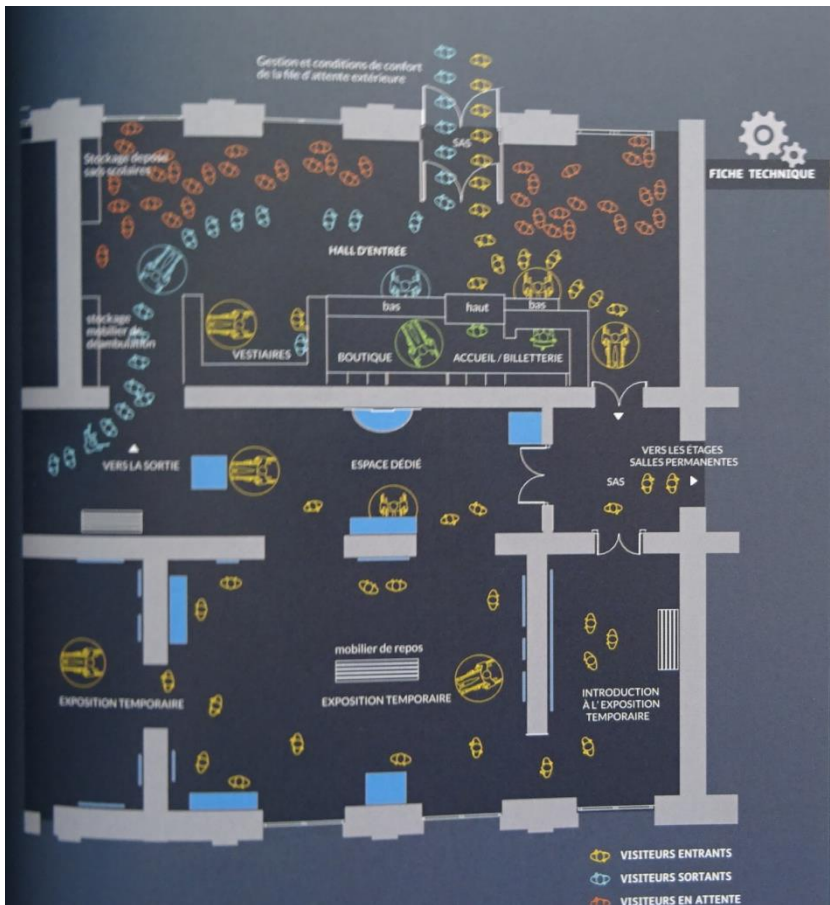 Gestion et conditions de confort
de la file d'attente extérieure
SAS
FICHE TECHNIQUE
Stockage dépose
sacs scolaires
HALL D'ENTRÉE
bas
haut
bas
stockage
mobilier de
déambulation
VESTIAIRES
BOUTIQUE
ACCUEIL / BILLETTERIE
VERS LA SORTIE
ESPACE DÉDIÉ
SAS
VERS LES ÉTAGES
SALLES PERMANENTES
mobilier de repos
EXPOSITION TEMPORAIRE
EXPOSITION TEMPORAIRE
INTRODUCTION
À L'EXPOSITION
TEMPORAIRE
VISITEURS ENTRANTS
VISITEURS SORTANTS
VISITEURS EN ATTENTE